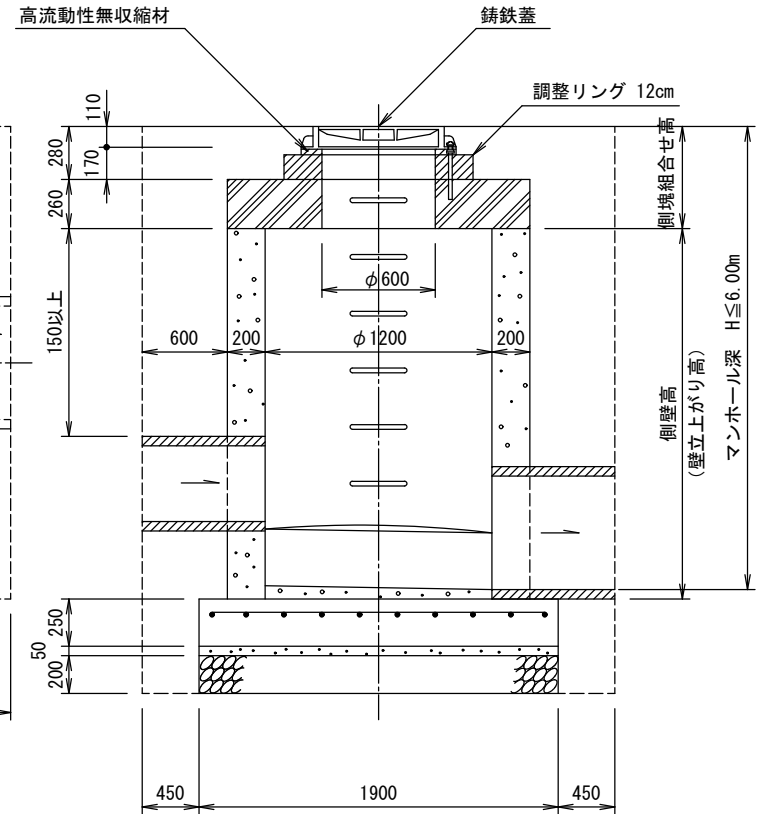 高流動性無収縮材
鋳鉄蓋
調整リング 12cm
110
280
170
260
150以上
側塊組合せ高
φ600
600
200
φ1200
200
側壁高
(壁立上がり高)
マンホール深 H≦6.00m
250
50
200
450
1900
450